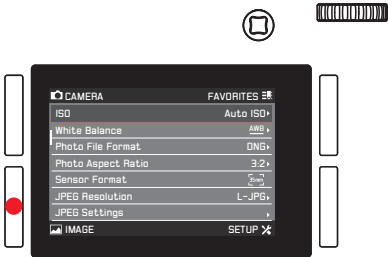 CAMERA FAVORITES
ISO Auto ISO
White Balance AWB
Photo File Format DNG
Photo Aspect Ratio 3:2
Sensor Format 35mm
JPEG Resolution L-JPG
JPEG Settings
IMAGE SETUP